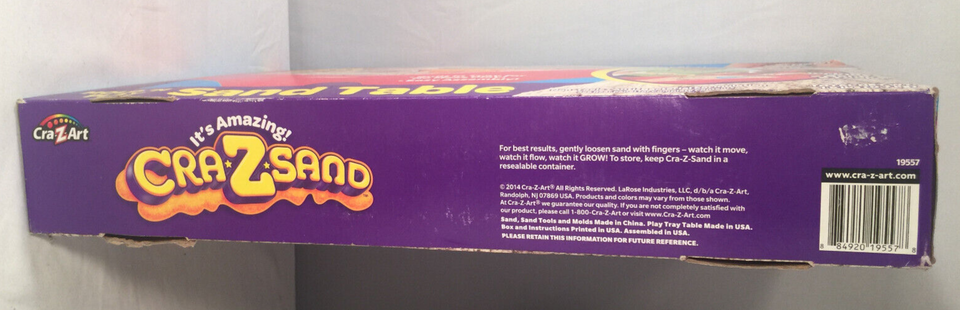 Sand Table
Cra-Z-Art
It's Amazing!
CRA-Z-SAND
For best results, gently loosen sand with fingers – watch it move,
watch it flow, watch it GROW! To store, keep Cra-Z-Sand in a
resealable container.
© 2014 Cra-Z-Art® All Rights Reserved. LaRose Industries, LLC, d/b/a Cra-Z-Art,
Randolph, NJ 07869 USA. Products and colors may vary from those shown.
At Cra-Z-Art® we guarantee our quality. If you are not completely satisfied with
our product, please call 1-800-Cra-Z-Art or visit www.Cra-Z-Art.com
Sand, Sand Tools and Molds Made in China. Play Tray Table Made in USA.
Box and Instructions Printed in USA. Assembled in USA.
PLEASE RETAIN THIS INFORMATION FOR FUTURE REFERENCE.
19557
www.cra-z-art.com
8 84920 19557 8